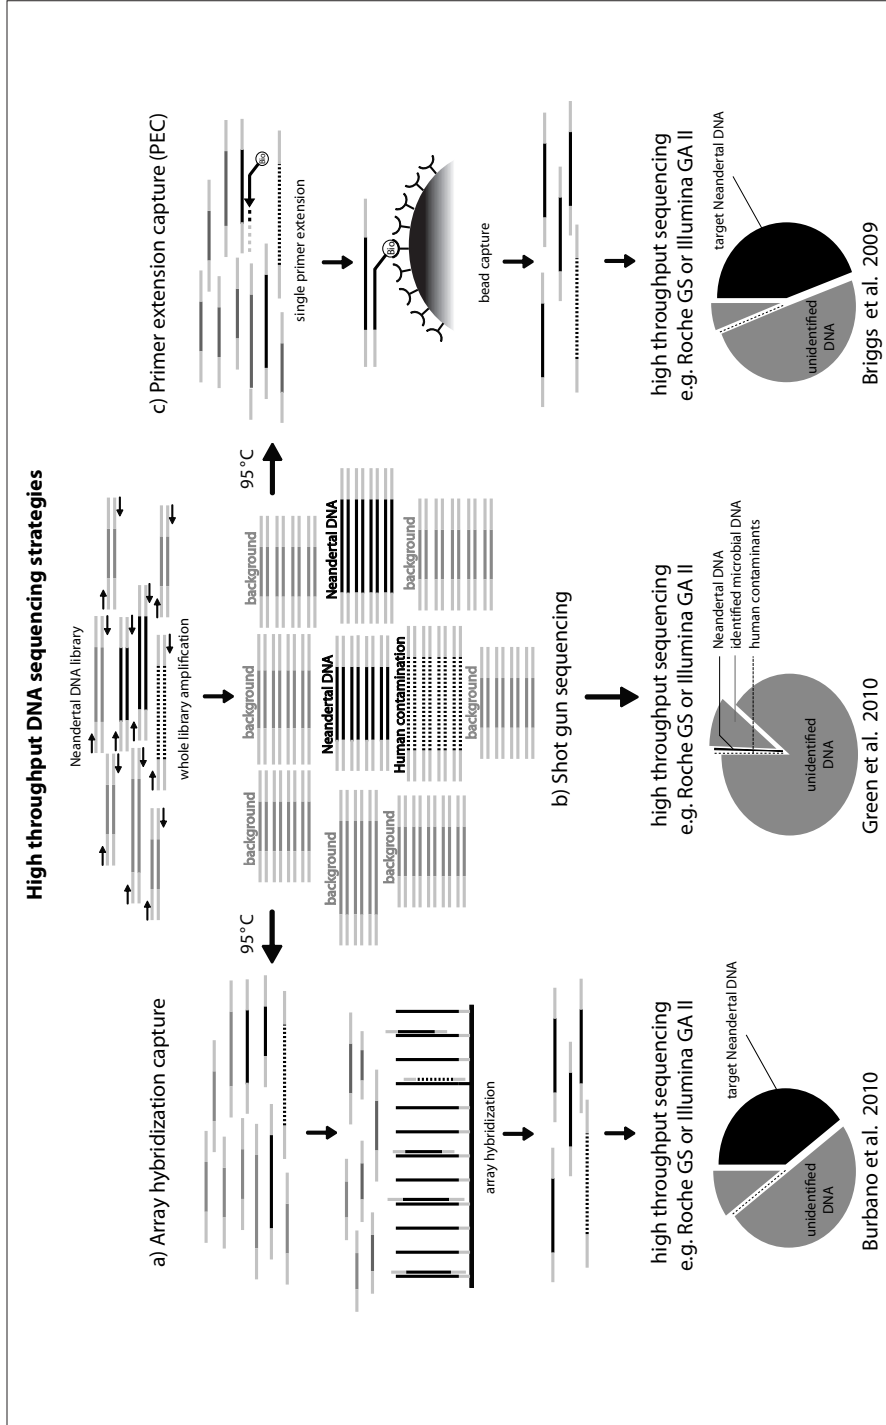 High throughput DNA sequencing strategies
Neandertal DNA library
whole library amplification
95°C
95°C
background
background
background
background
Neandertal DNA
Neandertal DNA
background
Human contamination
background
background
a) Array hybridization capture
array hybridization
high throughput sequencing
e.g. Roche GS or Illumina GA II
target Neandertal DNA
unidentified
DNA
Burbano et al. 2010
b) Shot gun sequencing
high throughput sequencing
e.g. Roche GS or Illumina GA II
Neandertal DNA
identified microbial DNA
human contaminants
unidentified
DNA
Green et al. 2010
c) Primer extension capture (PEC)
Bio
single primer extension
Bio
bead capture
high throughput sequencing
e.g. Roche GS or Illumina GA II
target Neandertal DNA
unidentified
DNA
Briggs et al. 2009